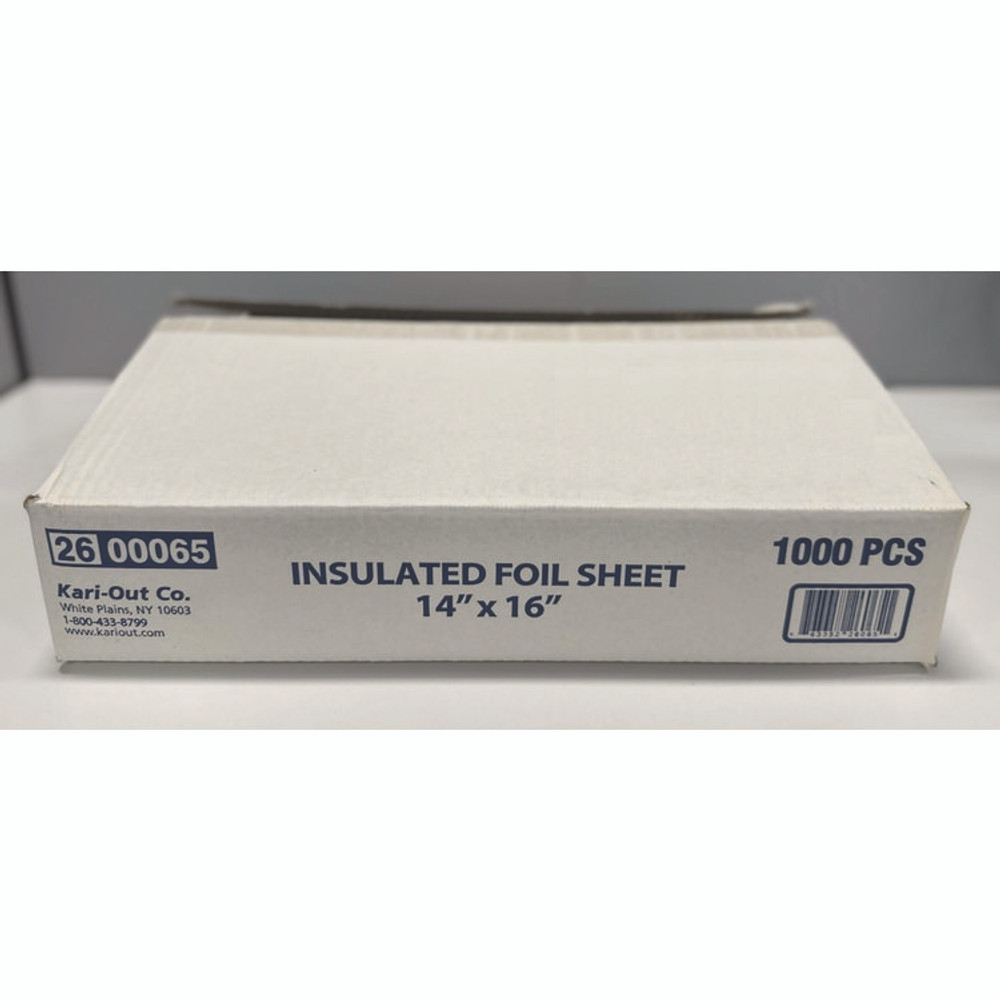 26 00065
Kari-Out Co.
White Plains, NY 10603
1-800-433-8799
www.kariout.com
INSULATED FOIL SHEET
14” x 16”
1000 PCS